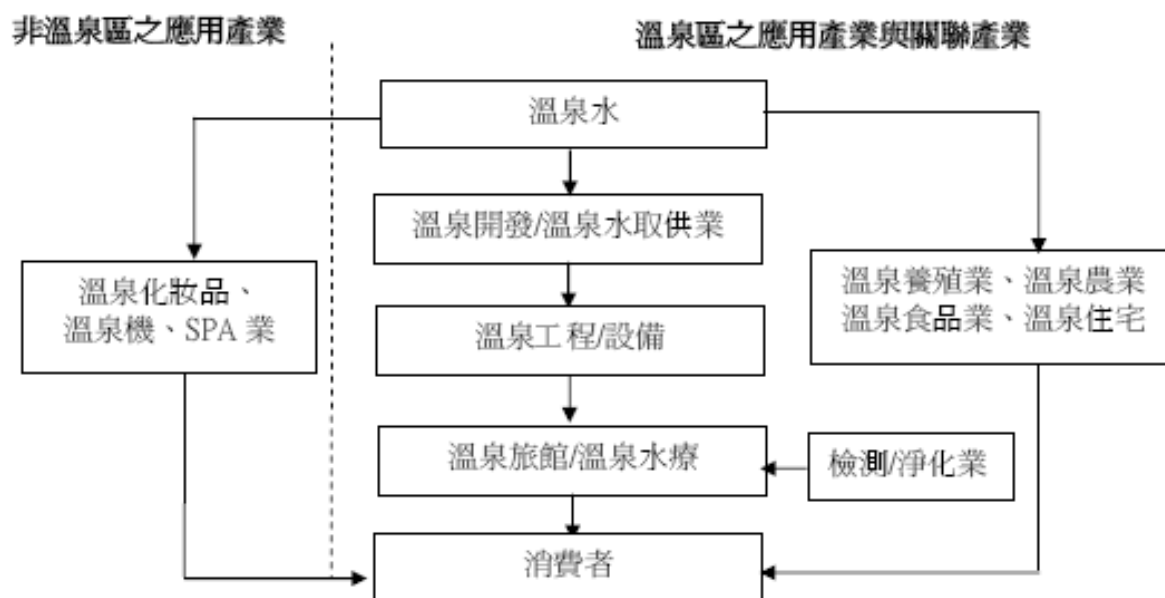 非溫泉區之應用產業
溫泉區之應用產業與關聯產業
溫泉水
溫泉開發/溫泉水取供業
溫泉化妝品、
溫泉機、SPA 業
溫泉養殖業、溫泉農業
溫泉食品業、溫泉住宅
溫泉工程/設備
溫泉旅館/溫泉水療
檢測/淨化業
消費者